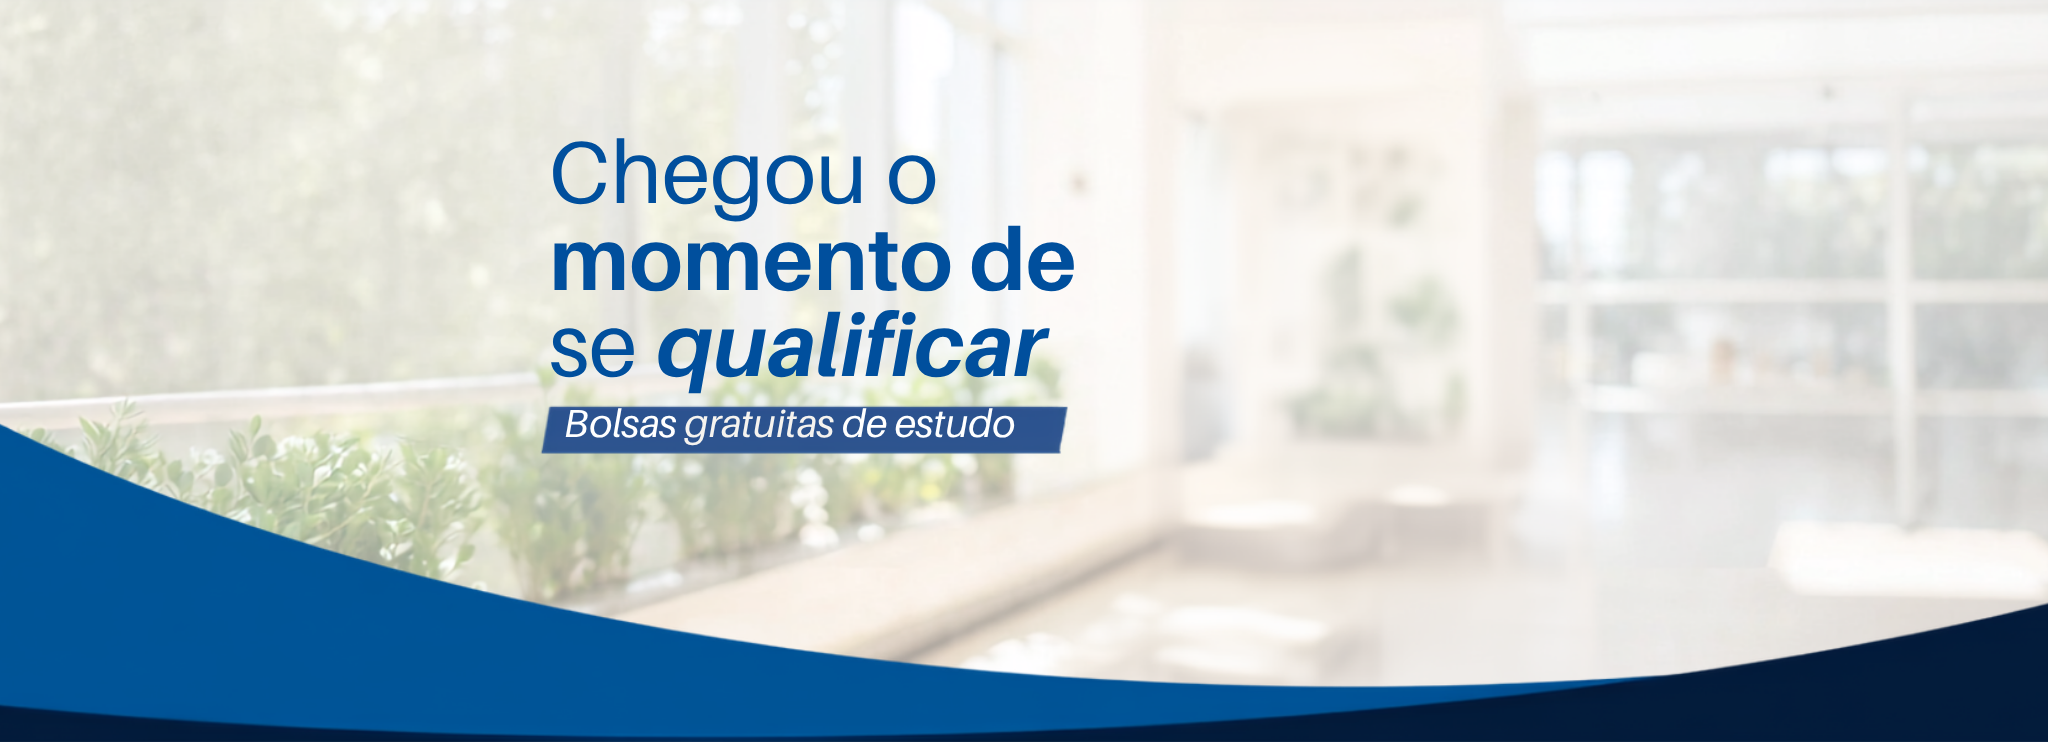 Chegou o
momento de
se qualificar
Bolsas gratuitas de estudo